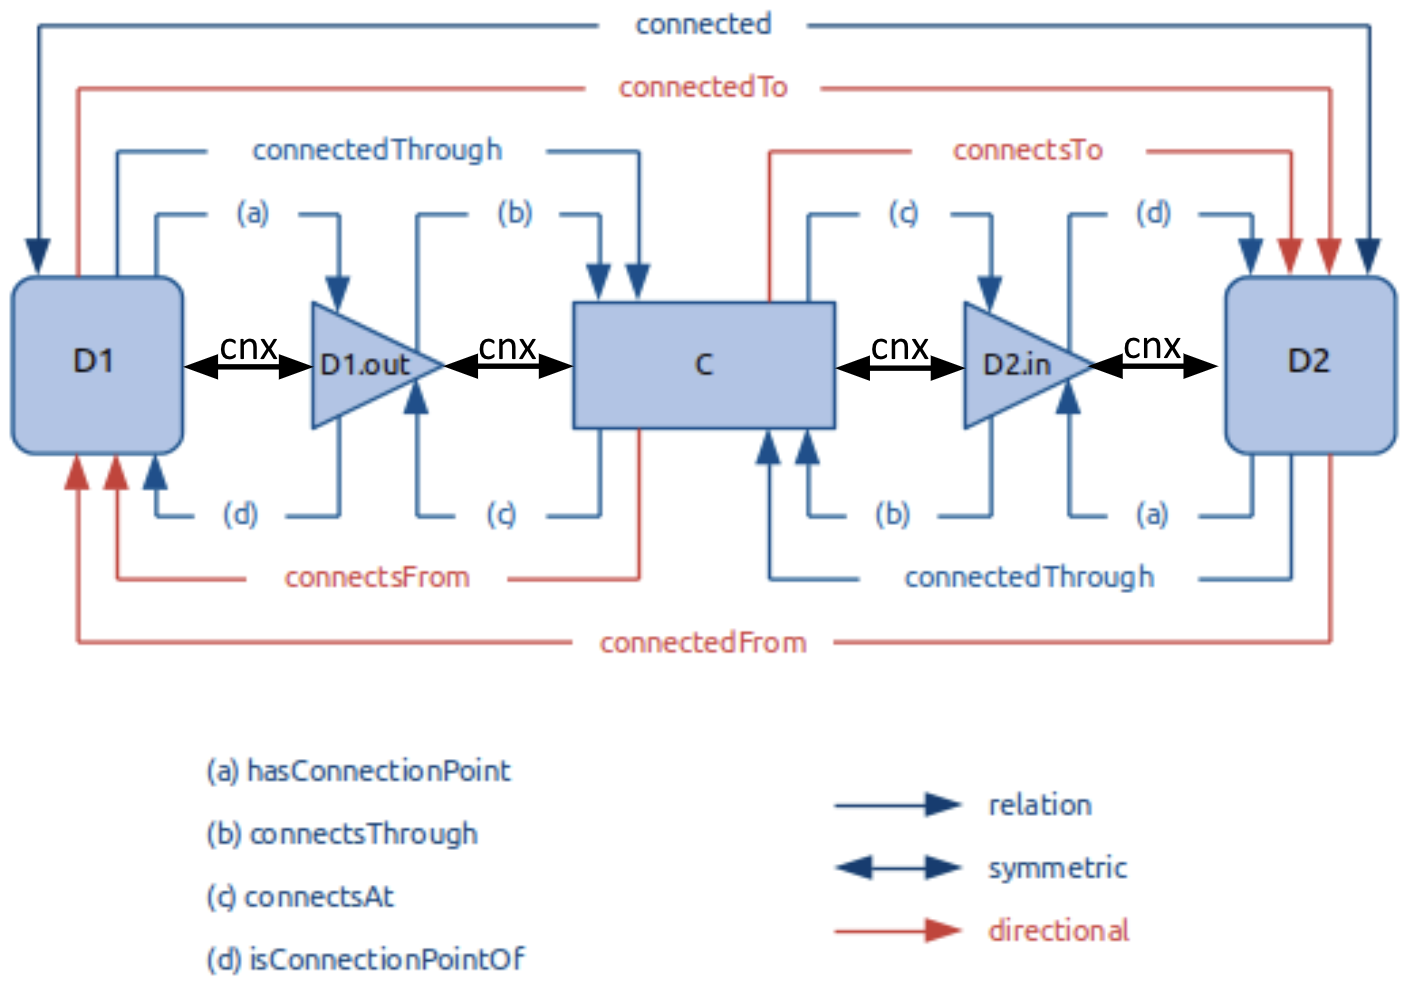 connected
connectedTo
connectedThrough connectsTo
(a) (b) (c) (d)
D1 cnx D1.out cnx C cnx D2.in cnx D2
(d) (c) (b) (a)
connectsFrom connectedThrough
connectedFrom
(a) hasConnectionPoint
relation
(b) connectsThrough
symmetric
(c) connectsAt
directional
(d) isConnectionPointOf